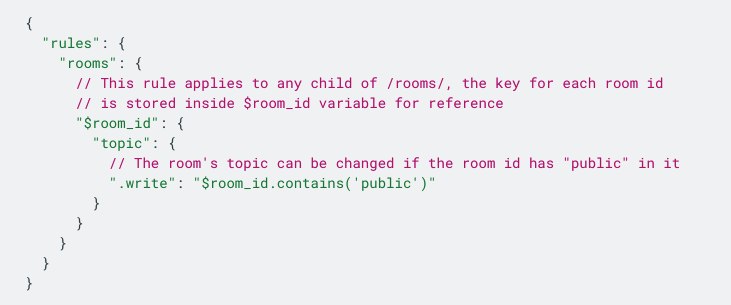 {
  "rules": {
    "rooms": {
      // This rule applies to any child of /rooms/, the key for each room id
      // is stored inside $room_id variable for reference
      "$room_id": {
        "topic": {
          // The room's topic can be changed if the room id has "public" in it
          ".write": "$room_id.contains('public')"
        }
      }
    }
  }
}